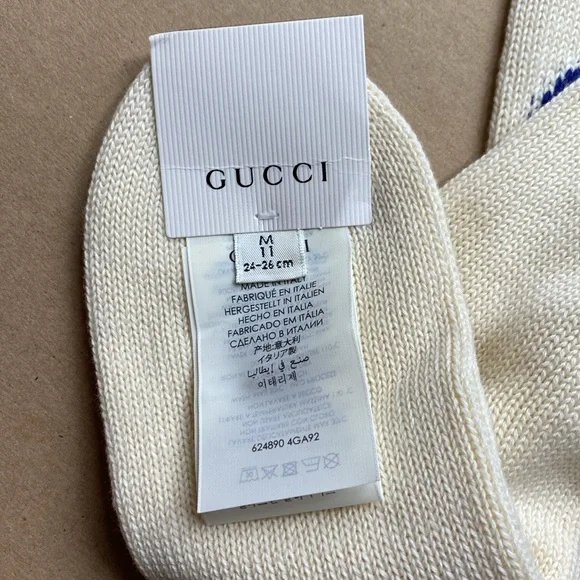 GUCCI
M
11
24-26 cm
MADE IN ITALY
FABRIQUÉ EN ITALIE
HERGESTELLT IN ITALIEN
HECHO EN ITALIA
FABRICADO EM ITÁLIA
СДЕЛАНО В ИТАЛИИ
产地:意大利
イタリア製
صنع في إيطاليا
이태리제
624890 4GA92